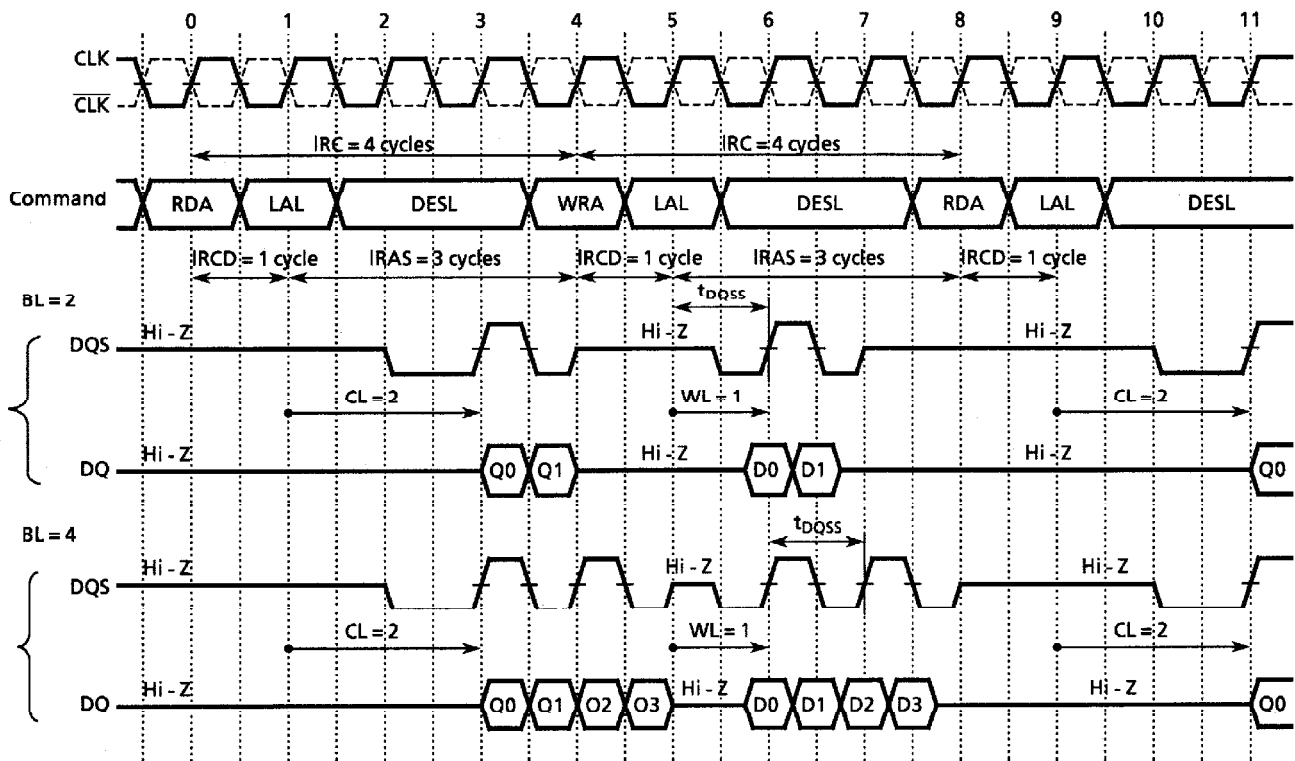 0 1 2 3 4 5 6 7 8 9 10 11
CLK
CLK
IRC = 4 cycles IRC = 4 cycles
Command RDA LAL DESL WRA LAL DESL RDA LAL DESL
IRCD = 1 cycle IRAS = 3 cycles IRCD = 1 cycle IRAS = 3 cycles IRCD = 1 cycle
BL = 2
tDQSS
Hi - Z Hi - Z Hi - Z
DQS
CL = 2 WL = 1 CL = 2
Hi - Z Hi - Z Hi - Z
DQ Q0 Q1 D0 D1 Q0
BL = 4
tDQSS
Hi - Z Hi - Z Hi - Z Hi - Z
DQS
CL = 2 WL = 1 CL = 2
Hi - Z Hi - Z Hi - Z
DQ Q0 Q1 Q2 Q3 D0 D1 D2 D3 Q0